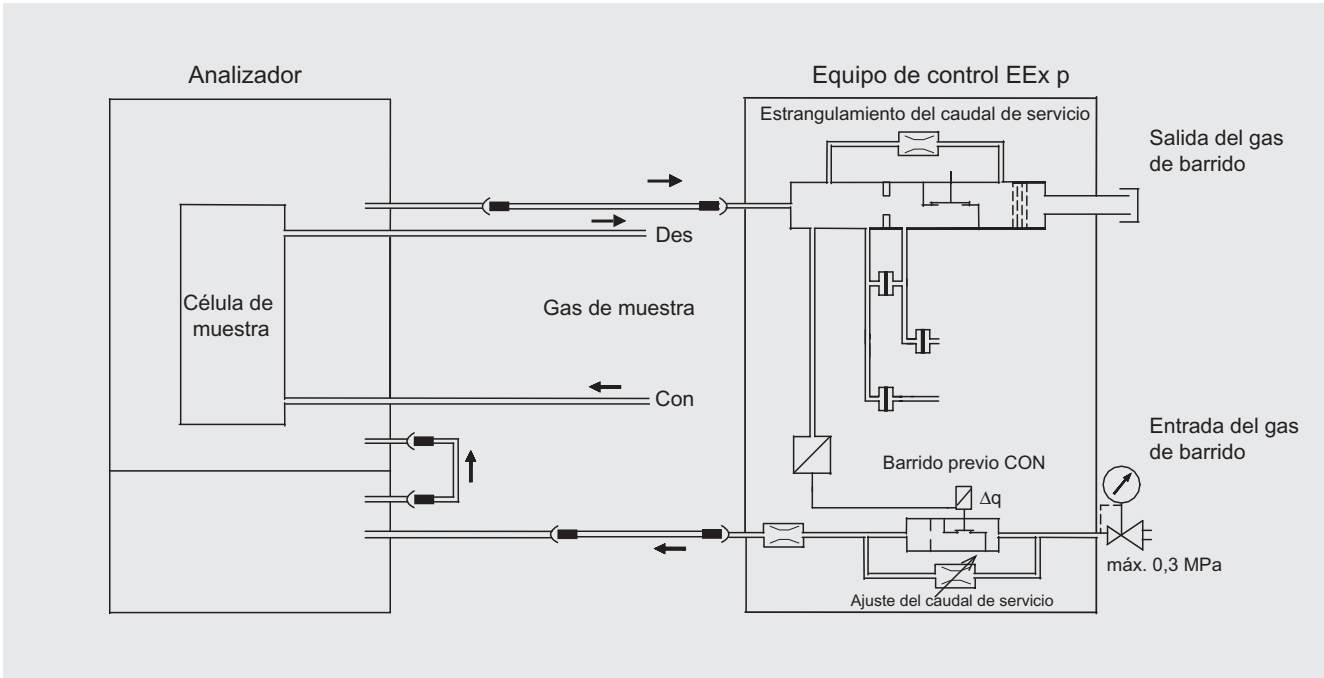 Analizador
Equipo de control EEx p
Estrangulamiento del caudal de servicio
Salida del gas
de barrido
Des
Célula de
muestra
Gas de muestra
Con
Entrada del gas
de barrido
Barrido previo CON
Δq
máx. 0,3 MPa
Ajuste del caudal de servicio